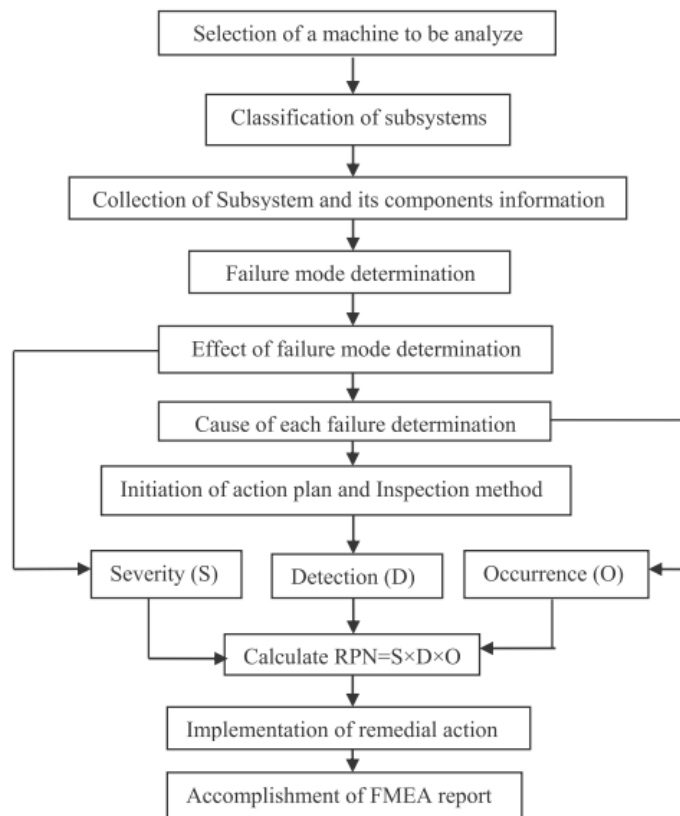 Selection of a machine to be analyze
Classification of subsystems
Collection of Subsystem and its components information
Failure mode determination
Effect of failure mode determination
Cause of each failure determination
Initiation of action plan and Inspection method
Severity (S)
Detection (D)
Occurrence (O)
Calculate RPN=S×D×O
Implementation of remedial action
Accomplishment of FMEA report